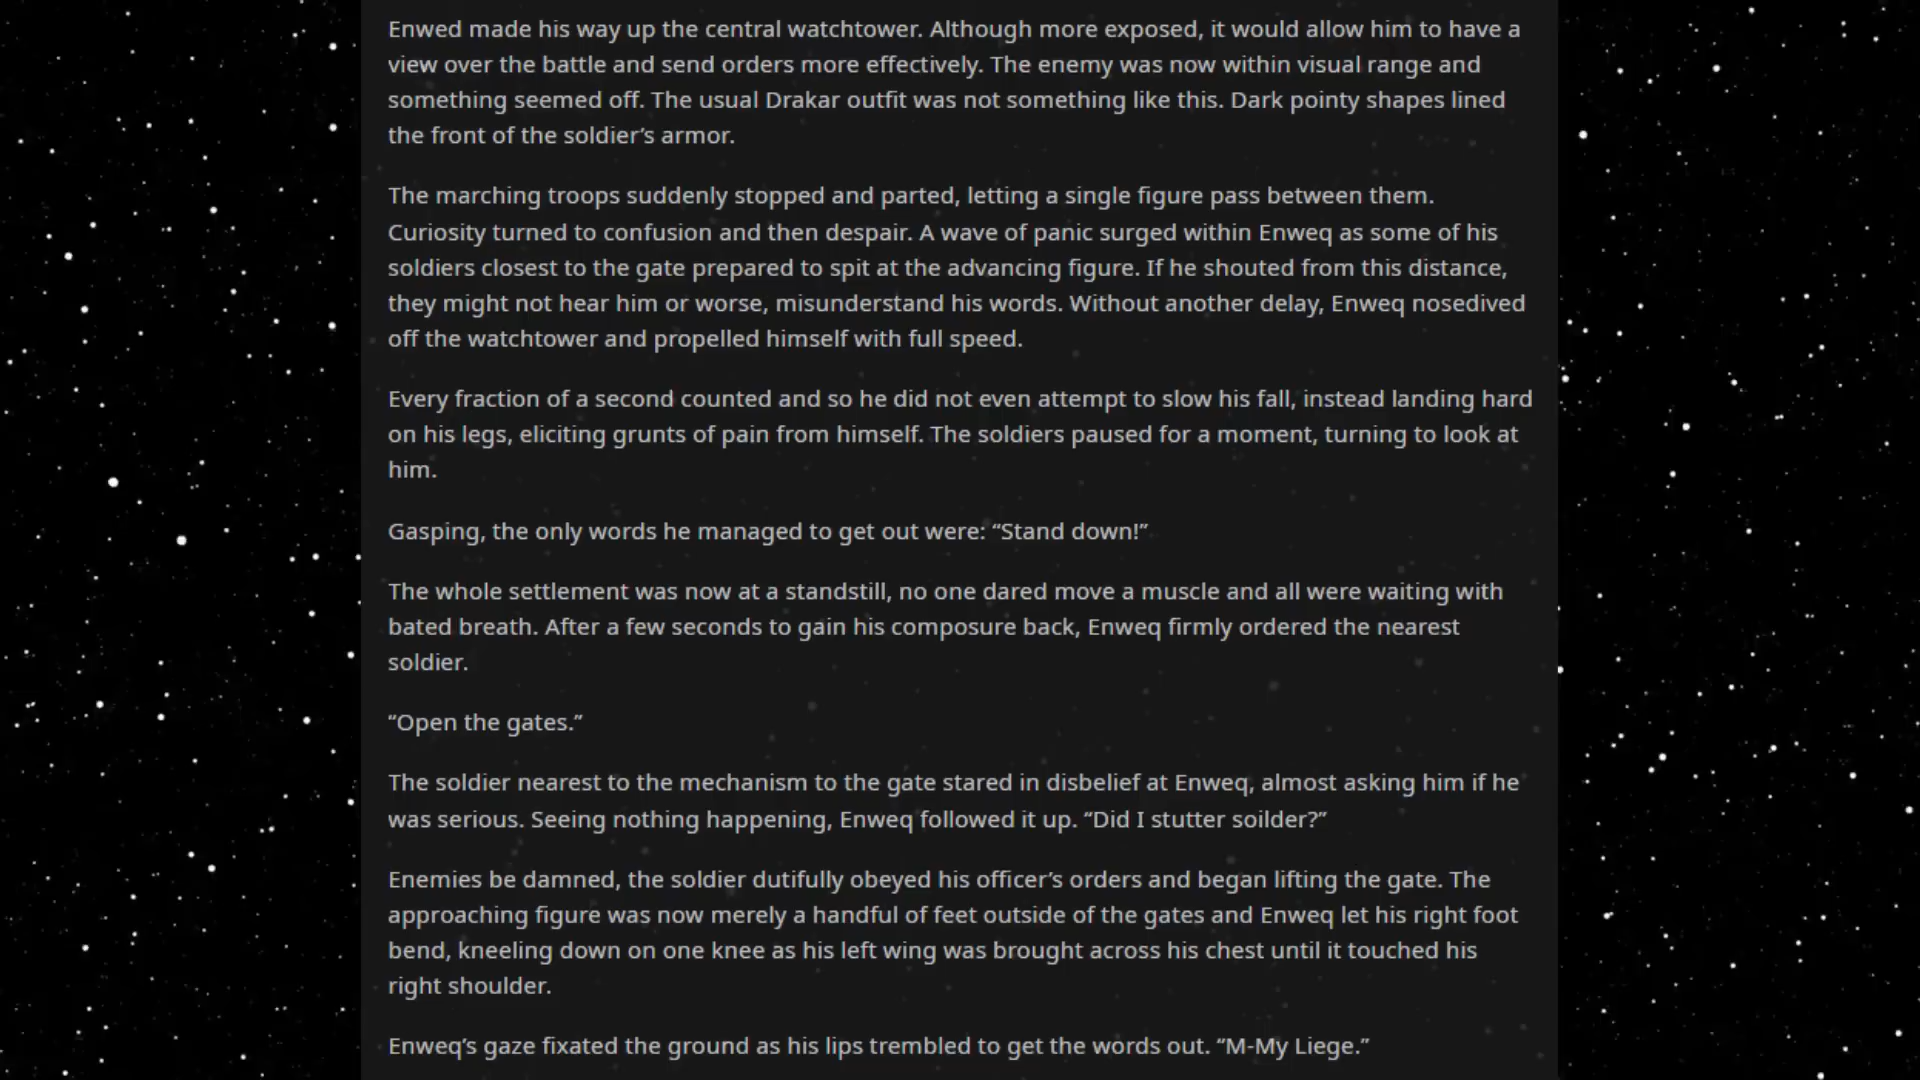 Enwed made his way up the central watchtower. Although more exposed, it would allow him to have a
view over the battle and send orders more effectively. The enemy was now within visual range and
something seemed off. The usual Drakar outfit was not something like this. Dark pointy shapes lined
the front of the soldier’s armor.
The marching troops suddenly stopped and parted, letting a single figure pass between them.
Curiosity turned to confusion and then despair. A wave of panic surged within Enweq as some of his
soldiers closest to the gate prepared to spit at the advancing figure. If he shouted from this distance,
they might not hear him or worse, misunderstand his words. Without another delay, Enweq nosedived
off the watchtower and propelled himself with full speed.
Every fraction of a second counted and so he did not even attempt to slow his fall, instead landing hard
on his legs, eliciting grunts of pain from himself. The soldiers paused for a moment, turning to look at
him.
Gasping, the only words he managed to get out were: “Stand down!”
The whole settlement was now at a standstill, no one dared move a muscle and all were waiting with
bated breath. After a few seconds to gain his composure back, Enweq firmly ordered the nearest
soldier.
“Open the gates.”
The soldier nearest to the mechanism to the gate stared in disbelief at Enweq, almost asking him if he
was serious. Seeing nothing happening, Enweq followed it up. “Did I stutter soilder?”
Enemies be damned, the soldier dutifully obeyed his officer’s orders and began lifting the gate. The
approaching figure was now merely a handful of feet outside of the gates and Enweq let his right foot
bend, kneeling down on one knee as his left wing was brought across his chest until it touched his
right shoulder.
Enweq’s gaze fixated the ground as his lips trembled to get the words out. “M-My Liege.”